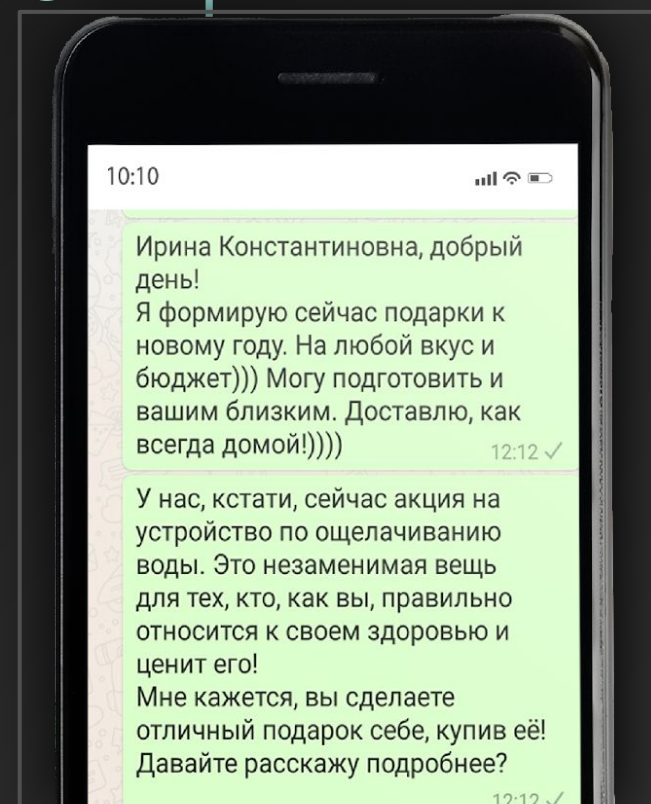 10:10
Ирина Константиновна, добрый
день!
Я формирую сейчас подарки к
новому году. На любой вкус и
бюджет))) Могу подготовить и
вашим близким. Доставлю, как
всегда домой!))))
12:12
У нас, кстати, сейчас акция на
устройство по ощелачиванию
воды. Это незаменимая вещь
для тех, кто, как вы, правильно
относится к своем здоровью и
ценит его!
Мне кажется, вы сделаете
отличный подарок себе, купив её!
Давайте расскажу подробнее?
12:12